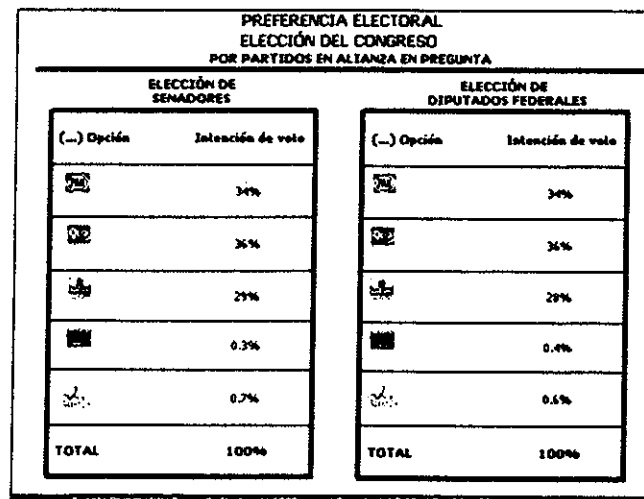 PREFERENCIA ELECTORAL
ELECCIÓN DEL CONGRESO
POR PARTIDOS EN ALIANZA EN PREGUNTA
ELECCIÓN DE
SENADORES
(...) Opción Intención de voto
34%
36%
29%
0.3%
0.7%
TOTAL 100%
ELECCIÓN DE
DIPUTADOS FEDERALES
(...) Opción Intención de voto
34%
36%
28%
0.4%
0.6%
TOTAL 100%